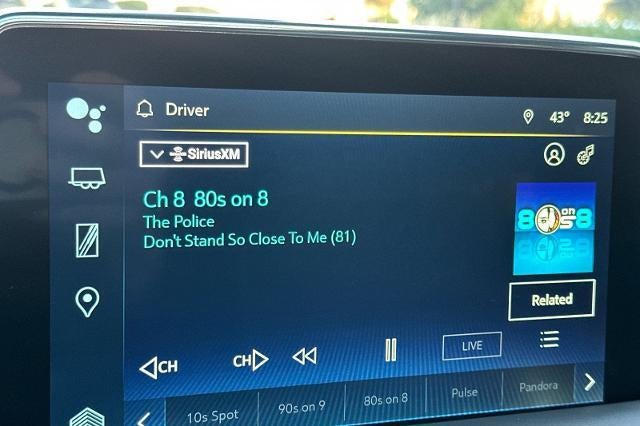 Driver 43° 8:25
SiriusXM
Ch 8 80s on 8
The Police
Don't Stand So Close To Me (81)
80s on 8
Related
CH CH LIVE
10s Spot 90s on 9 80s on 8 Pulse Pandora